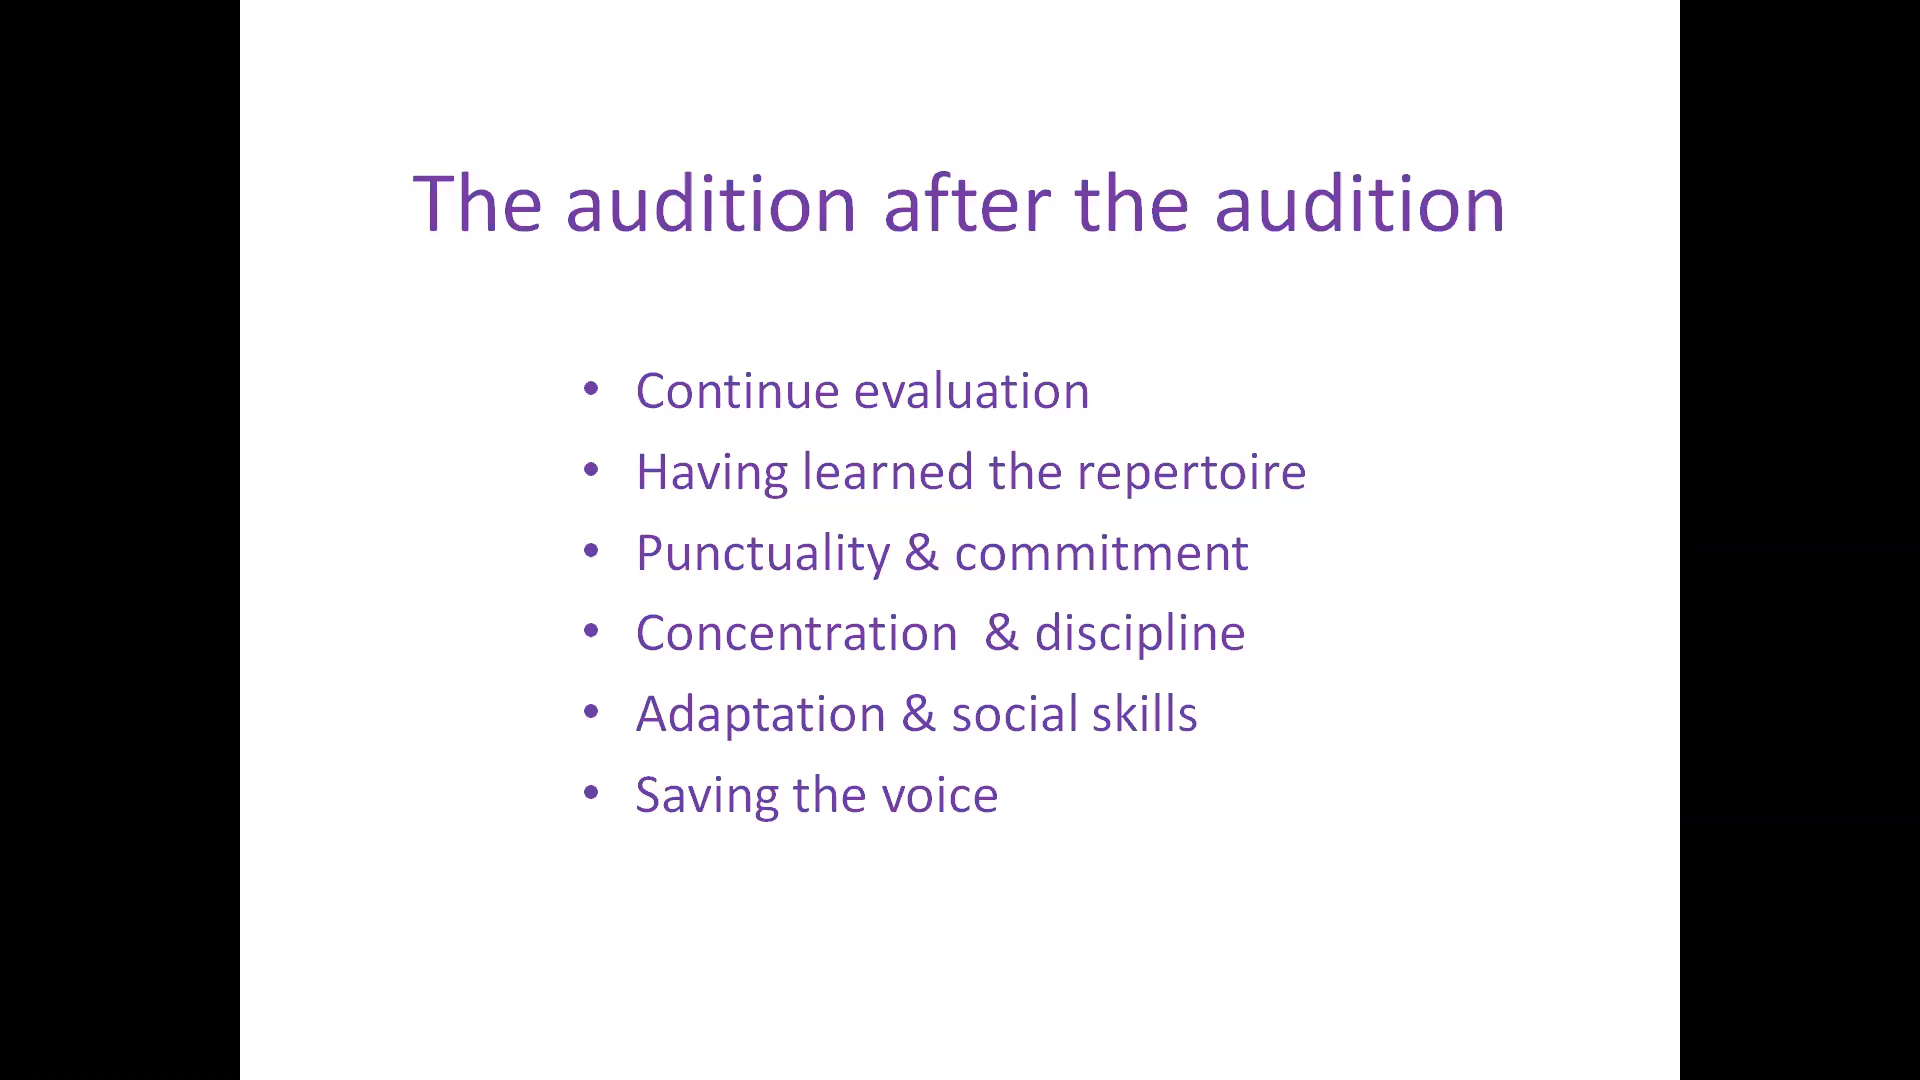 The audition after the audition
• Continue evaluation
• Having learned the repertoire
• Punctuality & commitment
• Concentration  & discipline
• Adaptation & social skills
• Saving the voice